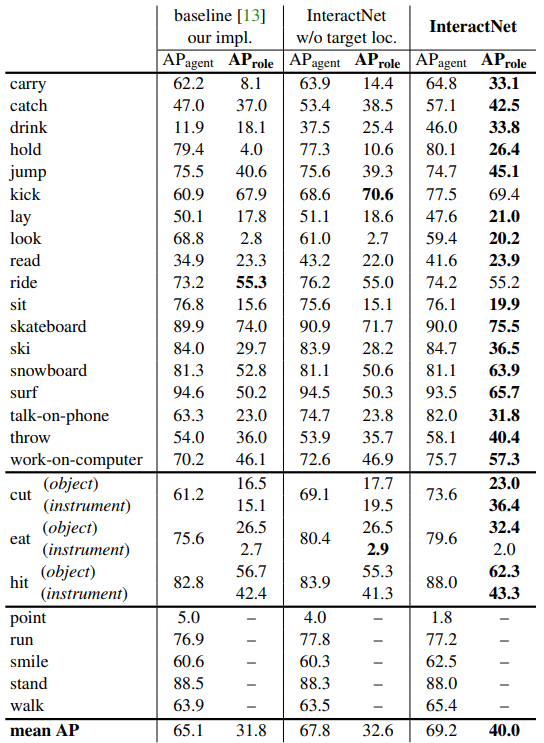 baseline [13] InteractNet InteractNet
our impl. w/o target loc.
APagent AProle APagent AProle APagent AProle
carry 62.2 8.1 63.9 14.4 64.8 33.1
catch 47.0 37.0 53.4 38.5 57.1 42.5
drink 11.9 18.1 37.5 25.4 46.0 33.8
hold 79.4 4.0 77.3 10.6 80.1 26.4
jump 75.5 40.6 75.6 39.3 74.7 45.1
kick 60.9 67.9 68.6 70.6 77.5 69.4
lay 50.1 17.8 51.1 18.6 47.6 21.0
look 68.8 2.8 61.0 2.7 59.4 20.2
read 34.9 23.3 43.2 22.0 41.6 23.9
ride 73.2 55.3 76.2 55.0 74.2 55.2
sit 76.8 15.6 75.6 15.1 76.1 19.9
skateboard 89.9 74.0 90.9 71.7 90.0 75.5
ski 84.0 29.7 83.9 28.2 84.7 36.5
snowboard 81.3 52.8 81.1 50.6 81.1 63.9
surf 94.6 50.2 94.5 50.3 93.5 65.7
talk-on-phone 63.3 23.0 74.7 23.8 82.0 31.8
throw 54.0 36.0 53.9 35.7 58.1 40.4
work-on-computer 70.2 46.1 72.6 46.9 75.7 57.3
cut (object) 61.2 16.5 69.1 17.7 73.6 23.0
(instrument) 15.1 19.5 36.4
eat (object) 75.6 26.5 80.4 26.5 79.6 32.4
(instrument) 2.7 2.9 2.0
hit (object) 82.8 56.7 83.9 55.3 88.0 62.3
(instrument) 42.4 41.3 43.3
point 5.0 – 4.0 – 1.8 –
run 76.9 – 77.8 – 77.2 –
smile 60.6 – 60.3 – 62.5 –
stand 88.5 – 88.3 – 88.0 –
walk 63.9 – 63.5 – 65.4 –
mean AP 65.1 31.8 67.8 32.6 69.2 40.0